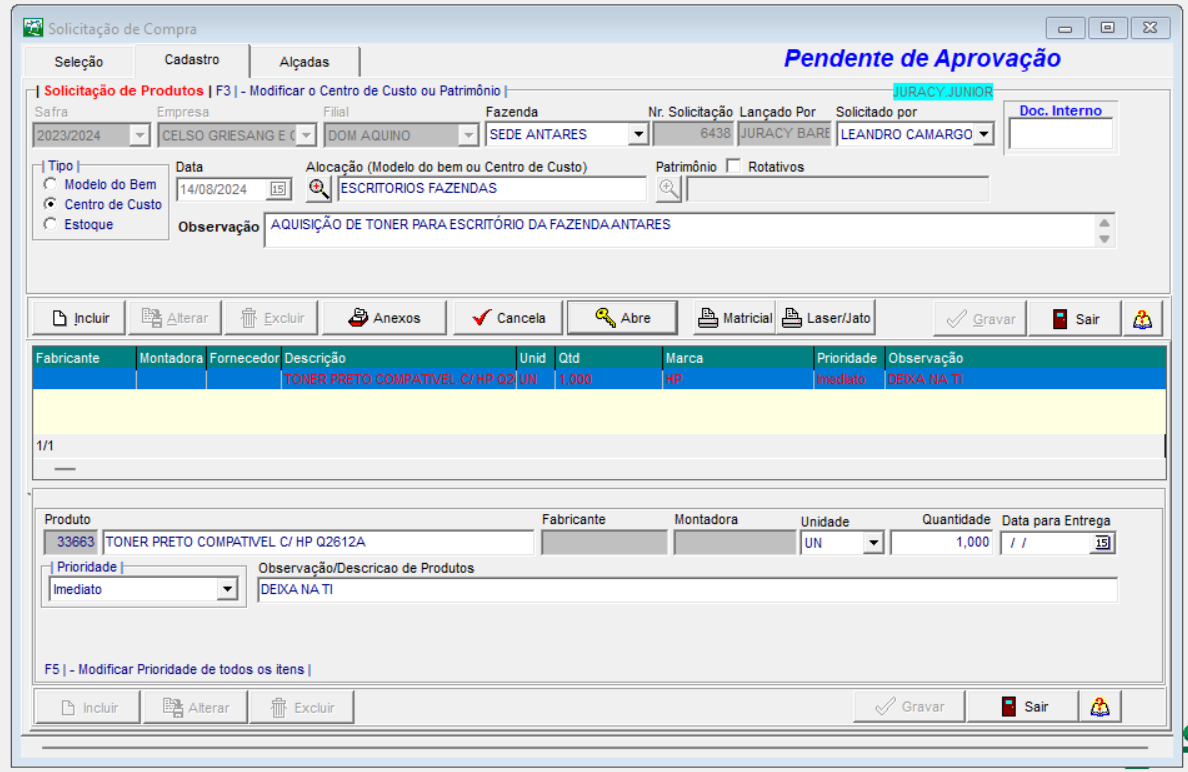 Solicitação de Compra
Seleção Cadastro Alçadas Pendente de Aprovação
| Solicitação de Produtos | F3 | - Modificar o Centro de Custo ou Patrimônio | JURACY.JUNIOR
Safra Empresa Filial Fazenda Nr. Solicitação Lançado Por Solicitado por Doc. Interno
2023/2024 CELSO GRIESANG E DOM AQUINO SEDE ANTARES 6438 JURACY BARE LEANDRO CAMARGO
| Tipo | Data Alocação (Modelo do bem ou Centro de Custo) Patrimônio Rotativos
Modelo do Bem 14/08/2024 15 ESCRITORIOS FAZENDAS
Centro de Custo
Estoque Observação AQUISIÇÃO DE TONER PARA ESCRITÓRIO DA FAZENDA ANTARES
Incluir Alterar Excluir Anexos Cancela Abre Matricial Laser/Jato Gravar Sair
Fabricante Montadora Fornecedor Descrição Unid Qtd Marca Prioridade Observação
TONER PRETO COMPATIVEL C/ HP Q2 UN 1,000 HP Imediato DEIXA NA TI
1/1
Produto Fabricante Montadora Unidade Quantidade Data para Entrega
33663 TONER PRETO COMPATIVEL C/ HP Q2612A UN 1,000 / / 15
| Prioridade | Observação/Descricao de Produtos
Imediato DEIXA NA TI
F5 | - Modificar Prioridade de todos os itens |
Incluir Alterar Excluir Gravar Sair